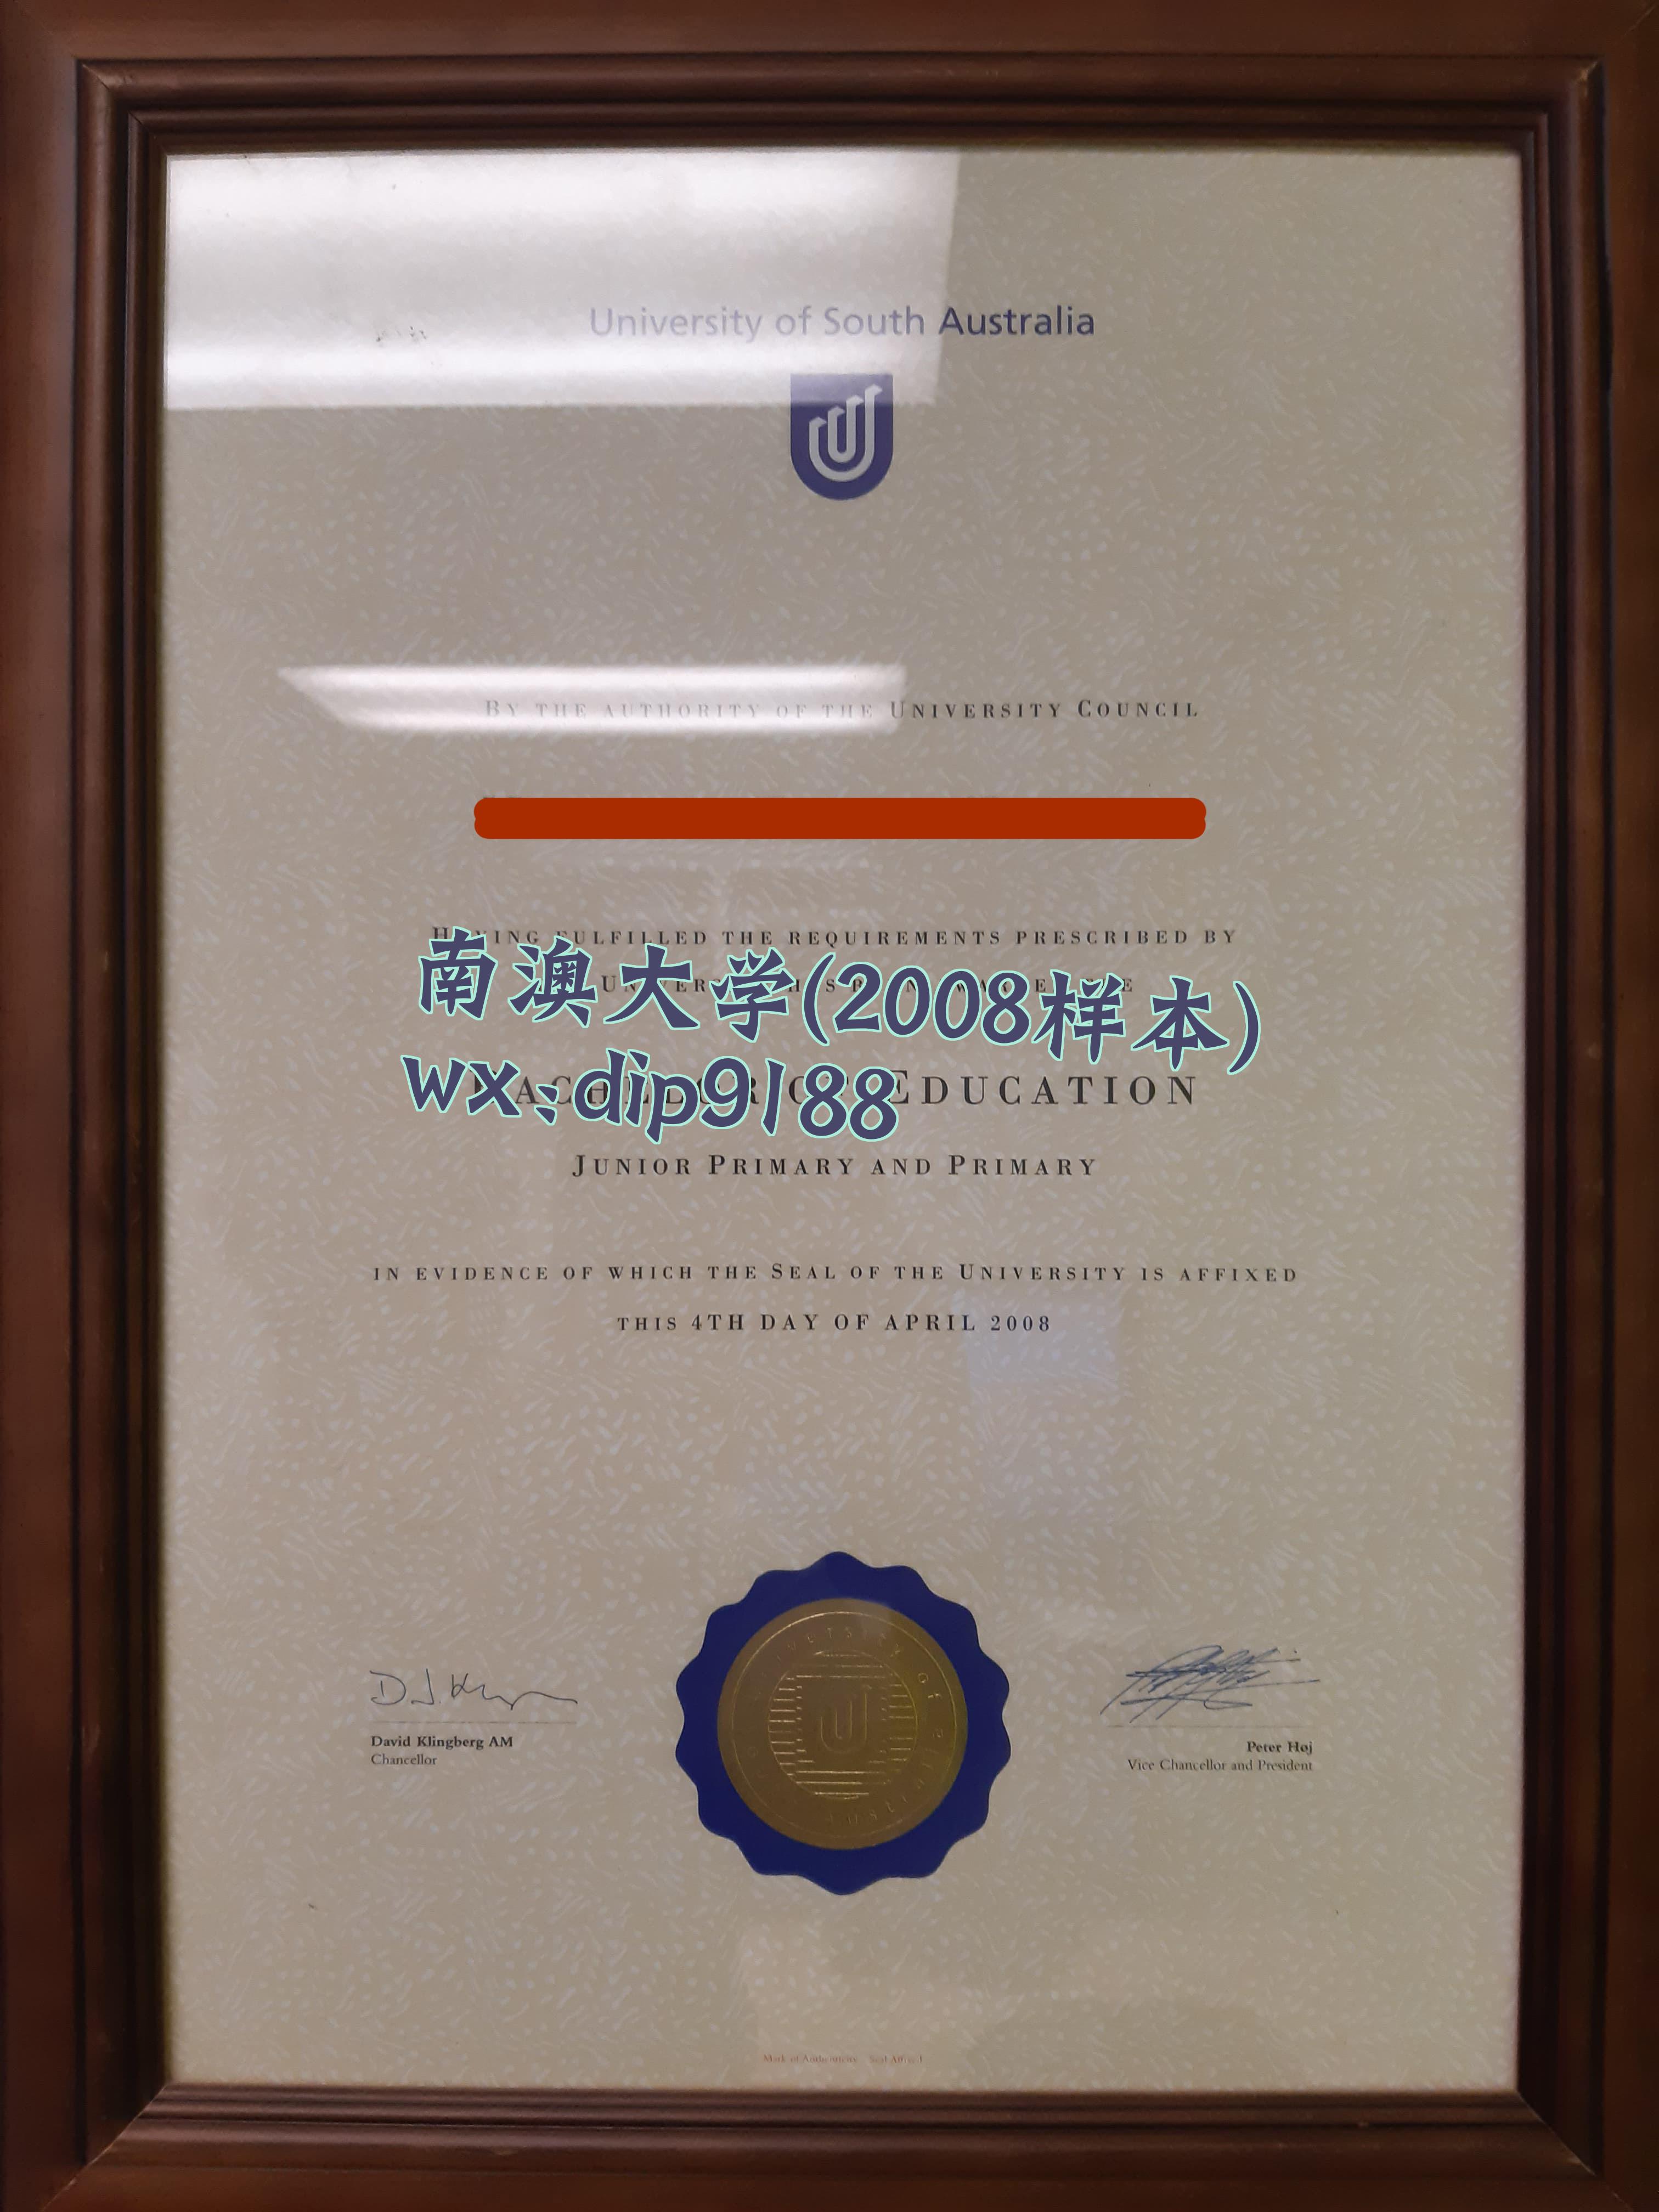 University of South Australia
By the authority of the University Council
Having fulfilled the requirements prescribed by
南澳大学(2008样本)
wx:dip9188
Bachelor of Education
Junior Primary and Primary
in evidence of which the Seal of the University is affixed
this 4th day of April 2008
David Klingberg AM
Chancellor
Peter Høj
Vice Chancellor and President